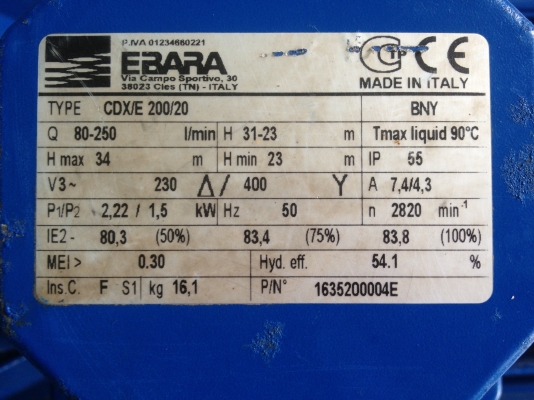 P.IVA 01234660221
EBARA
Via Campo Sportivo, 30
38023 Cles (TN) - ITALY
C TP CE
MADE IN ITALY
TYPE CDX/E 200/20 BNY
Q 80-250 l/min H 31-23 m Tmax liquid 90°C
H max 34 m H min 23 m IP 55
V3~ 230 Δ/ 400 Y A 7,4/4,3
P1/P2 2,22 / 1,5 kW Hz 50 n 2820 min-1
IE2 - 80,3 (50%) 83,4 (75%) 83,8 (100%)
MEI > 0.30 Hyd. eff. 54.1 %
Ins.C. F S1 kg 16,1 P/N° 1635200004E